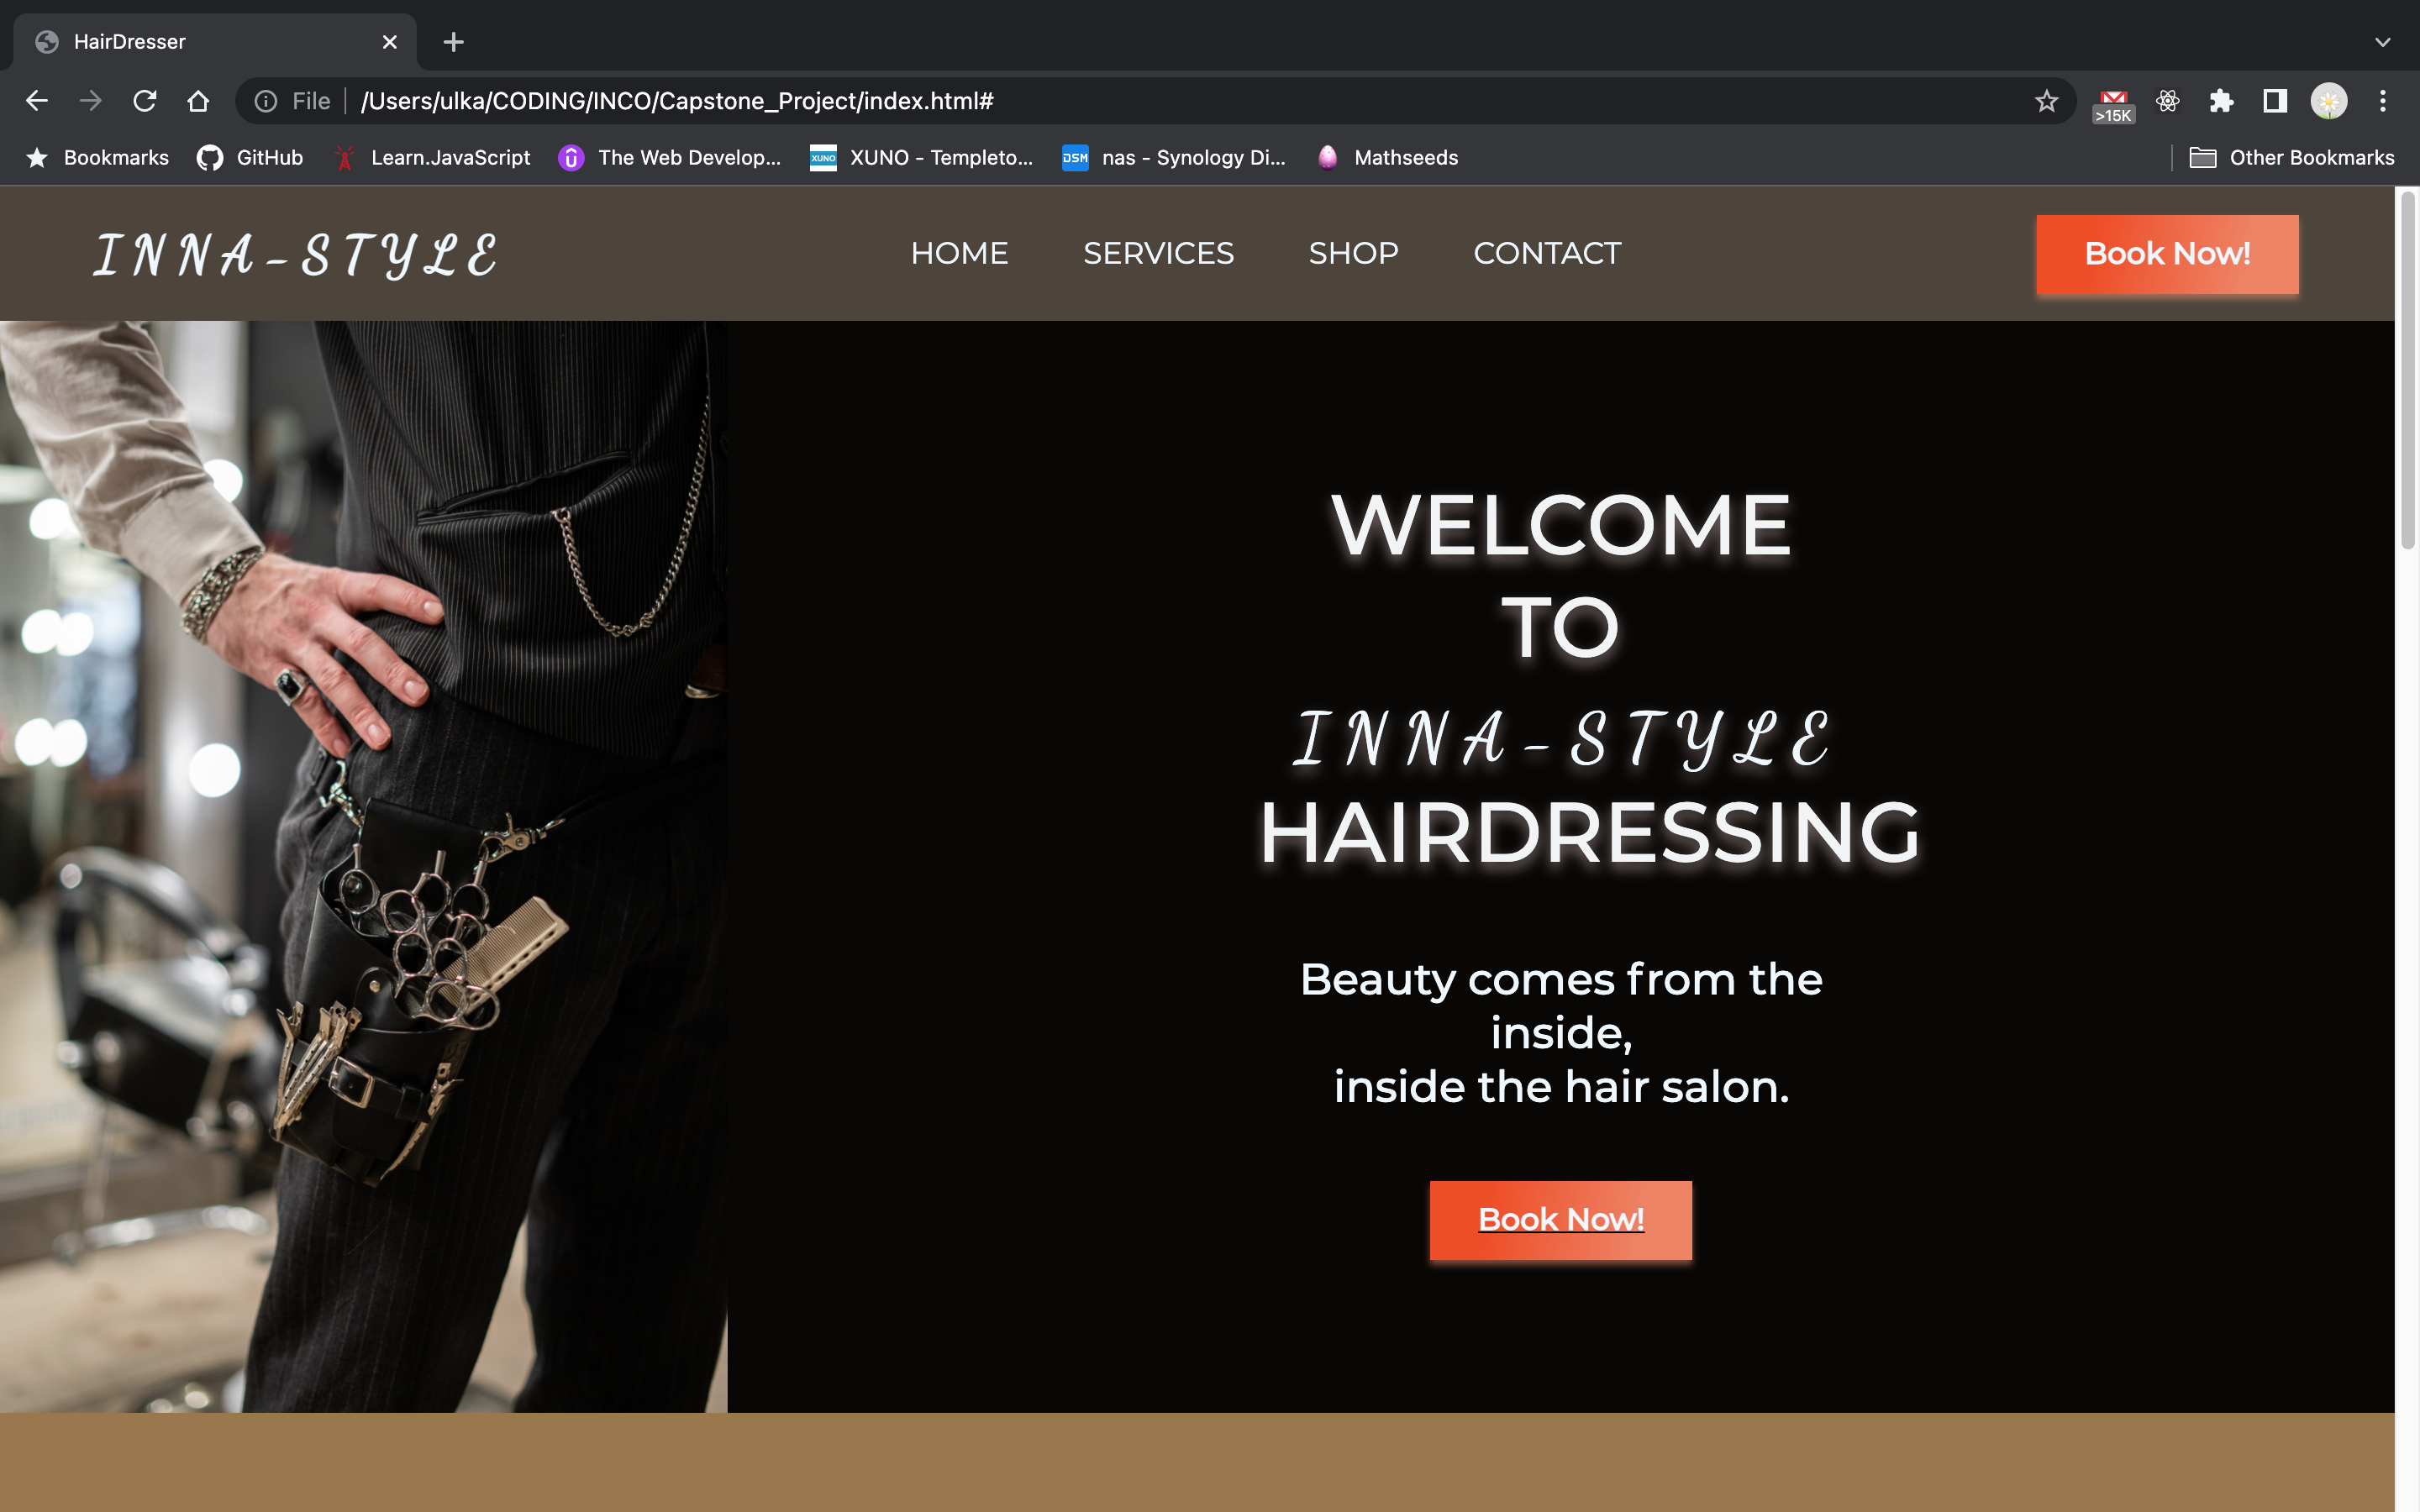 HairDresser
File
/Users/ulka/CODING/INCO/Capstone_Project/index.html#
>15K
Bookmarks
GitHub
Learn.JavaScript
The Web Develop...
XUNO
XUNO - Templeto...
DSM
nas - Synology Di...
Mathseeds
Other Bookmarks
INNA-STYLE
HOME
SERVICES
SHOP
CONTACT
Book Now!
WELCOME
TO
INNA-STYLE
HAIRDRESSING
Beauty comes from the
inside,
inside the hair salon.
Book Now!